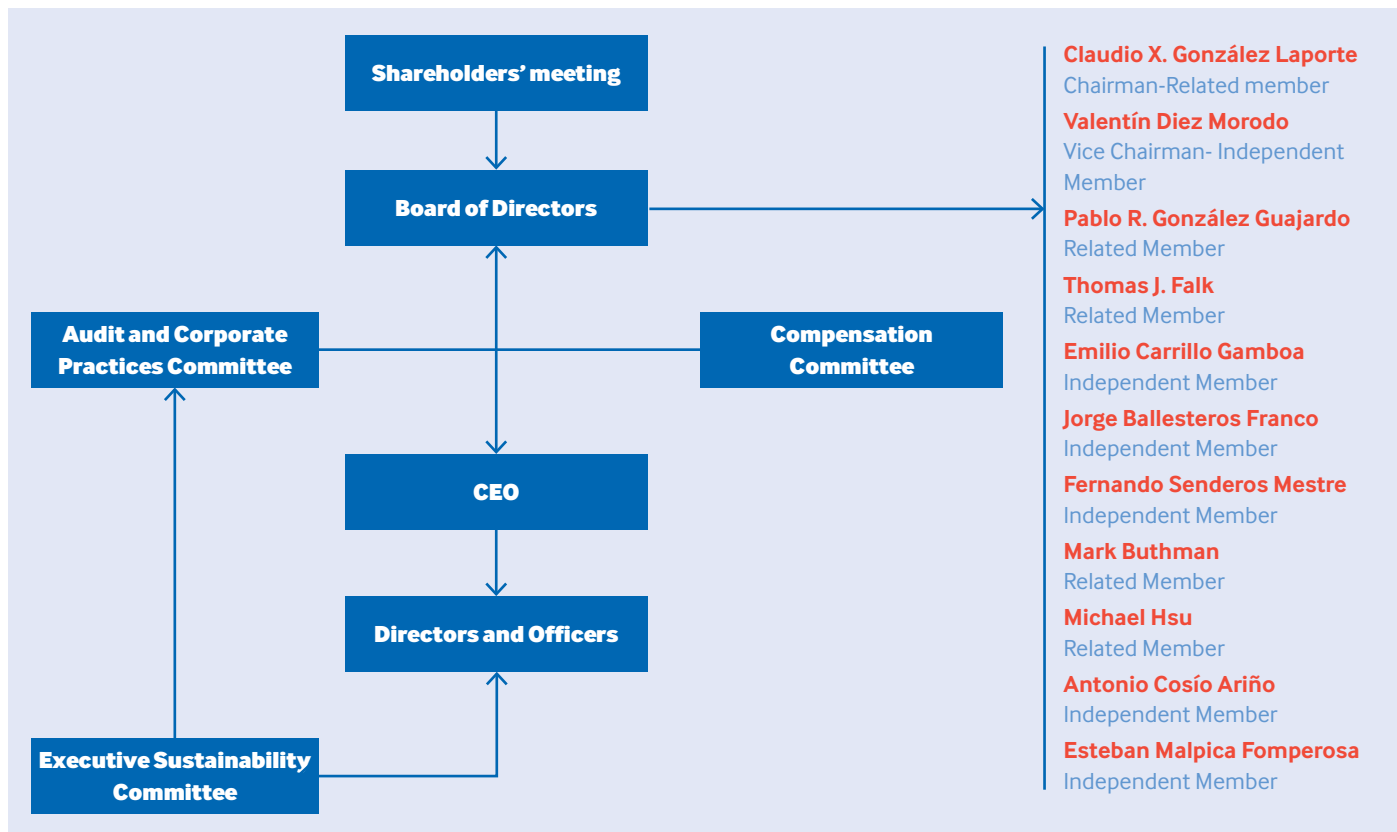 Shareholders’ meeting
Board of Directors
Audit and Corporate
Practices Committee
Compensation
Committee
CEO
Directors and Officers
Executive Sustainability
Committee
Claudio X. González Laporte
Chairman-Related member
Valentín Diez Morodo
Vice Chairman- Independent
Member
Pablo R. González Guajardo
Related Member
Thomas J. Falk
Related Member
Emilio Carrillo Gamboa
Independent Member
Jorge Ballesteros Franco
Independent Member
Fernando Senderos Mestre
Independent Member
Mark Buthman
Related Member
Michael Hsu
Related Member
Antonio Cosío Ariño
Independent Member
Esteban Malpica Fomperosa
Independent Member